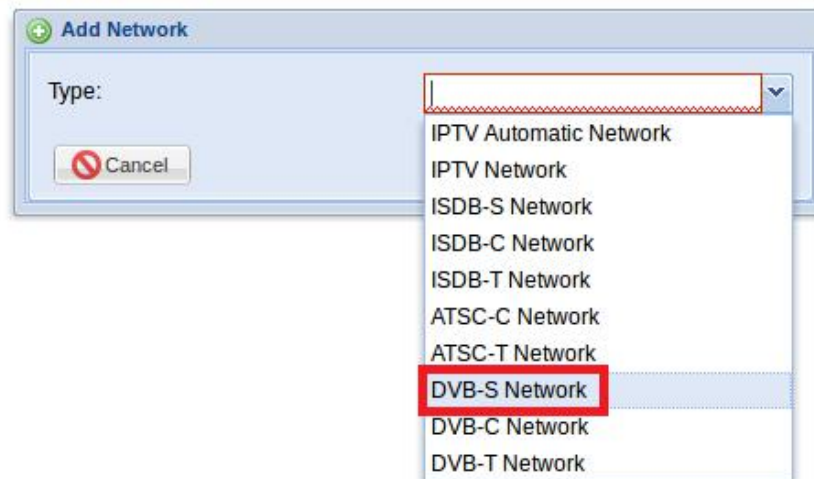 Add Network
Type:
IPTV Automatic Network
IPTV Network
Cancel
ISDB-S Network
ISDB-C Network
ISDB-T Network
ATSC-C Network
ATSC-T Network
DVB-S Network
DVB-C Network
DVB-T Network